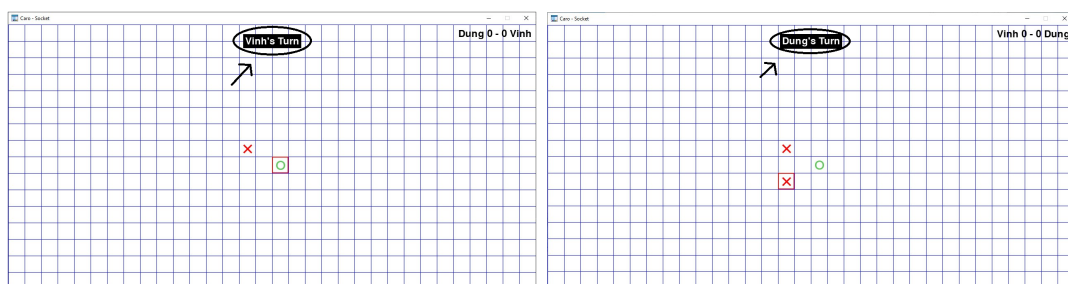 Caro - Socket
Vinh's Turn
Dung 0 - 0 Vinh
Caro - Socket
Dung's Turn
Vinh 0 - 0 Dung